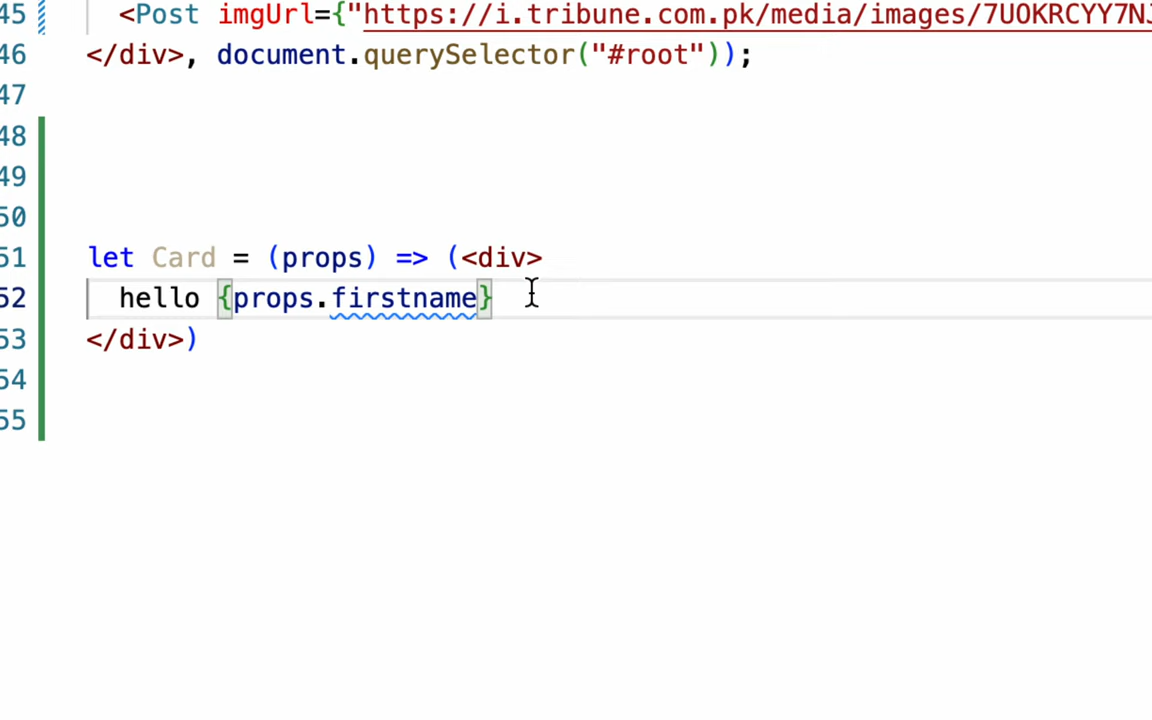 45 <Post imgUrl={"https://i.tribune.com.pk/media/images/7UOKRCYY7NJ
46 </div>, document.querySelector("#root"));
47
48
49
50
51 let Card = (props) => (<div>
52 hello {props.firstname}
53 </div>)
54
55